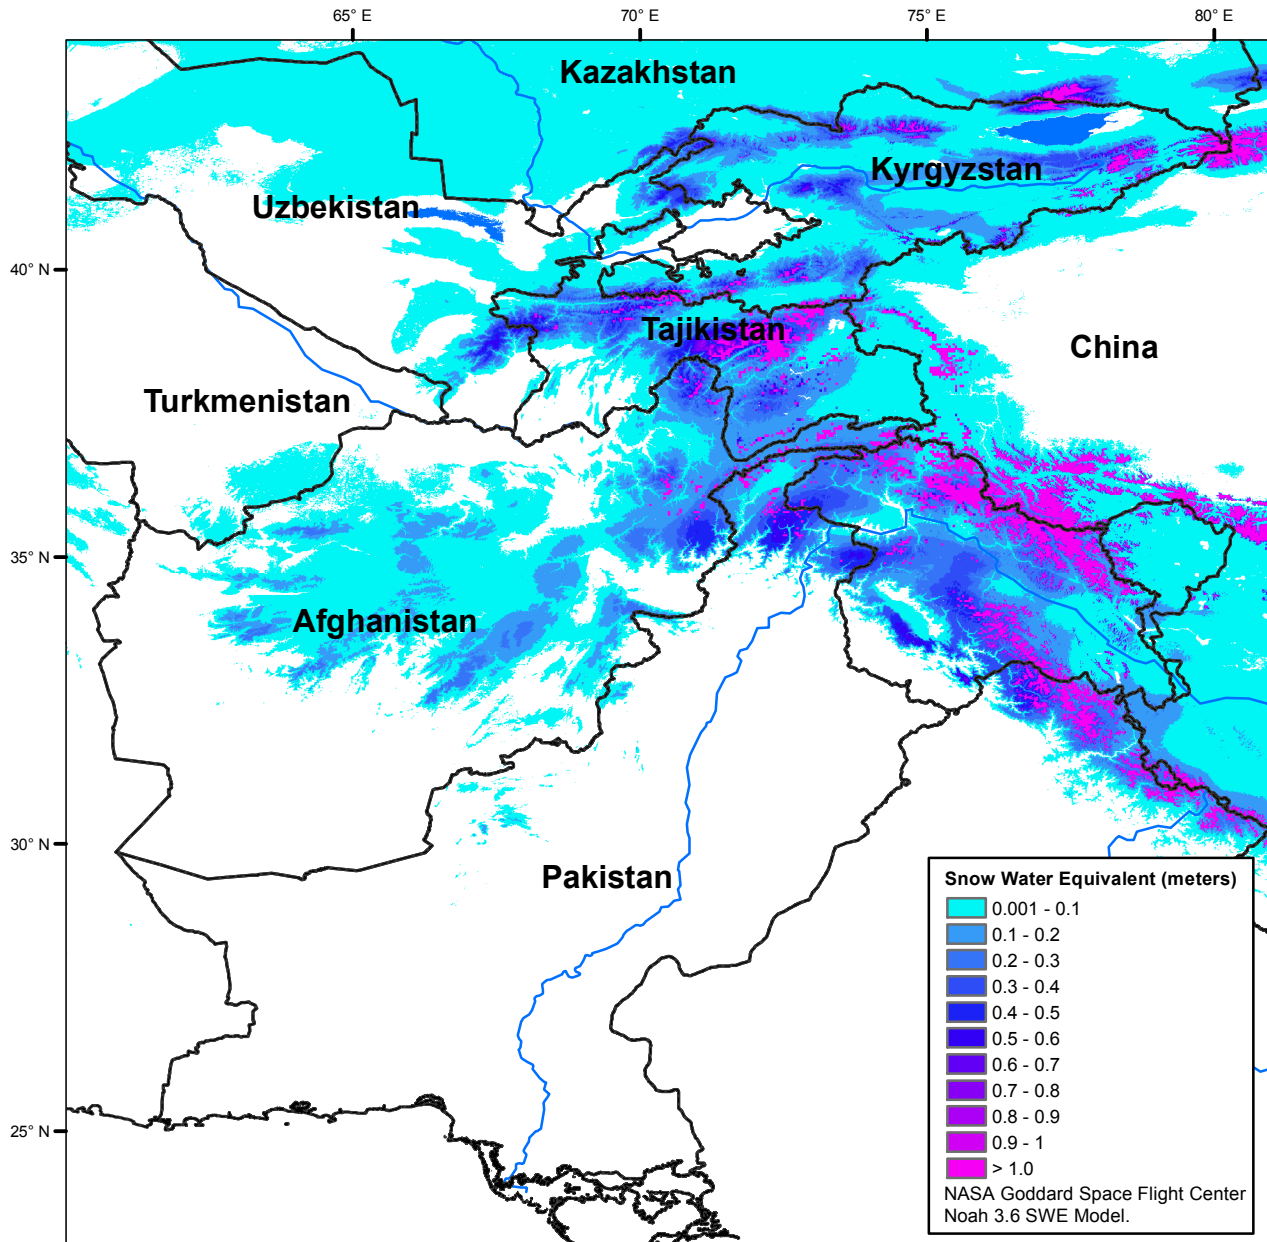 65° E
70° E
75° E
80° E
Kazakhstan
Kyrgyzstan
Uzbekistan
40° N
Tajikistan
China
Turkmenistan
35° N
Afghanistan
30° N
Pakistan
25° N
Snow Water Equivalent (meters)
0.001 - 0.1
0.1 - 0.2
0.2 - 0.3
0.3 - 0.4
0.4 - 0.5
0.5 - 0.6
0.6 - 0.7
0.7 - 0.8
0.8 - 0.9
0.9 - 1
> 1.0
NASA Goddard Space Flight Center
Noah 3.6 SWE Model.